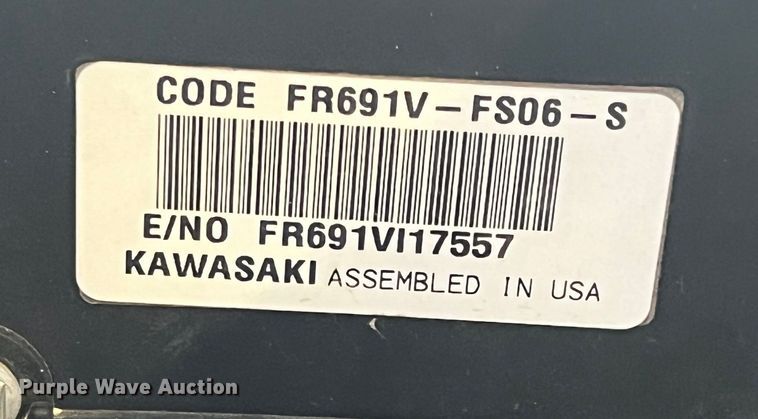 CODE FR691V-FS06-S
E/NO FR691VI17557
KAWASAKI ASSEMBLED IN USA
Purple Wave Auction